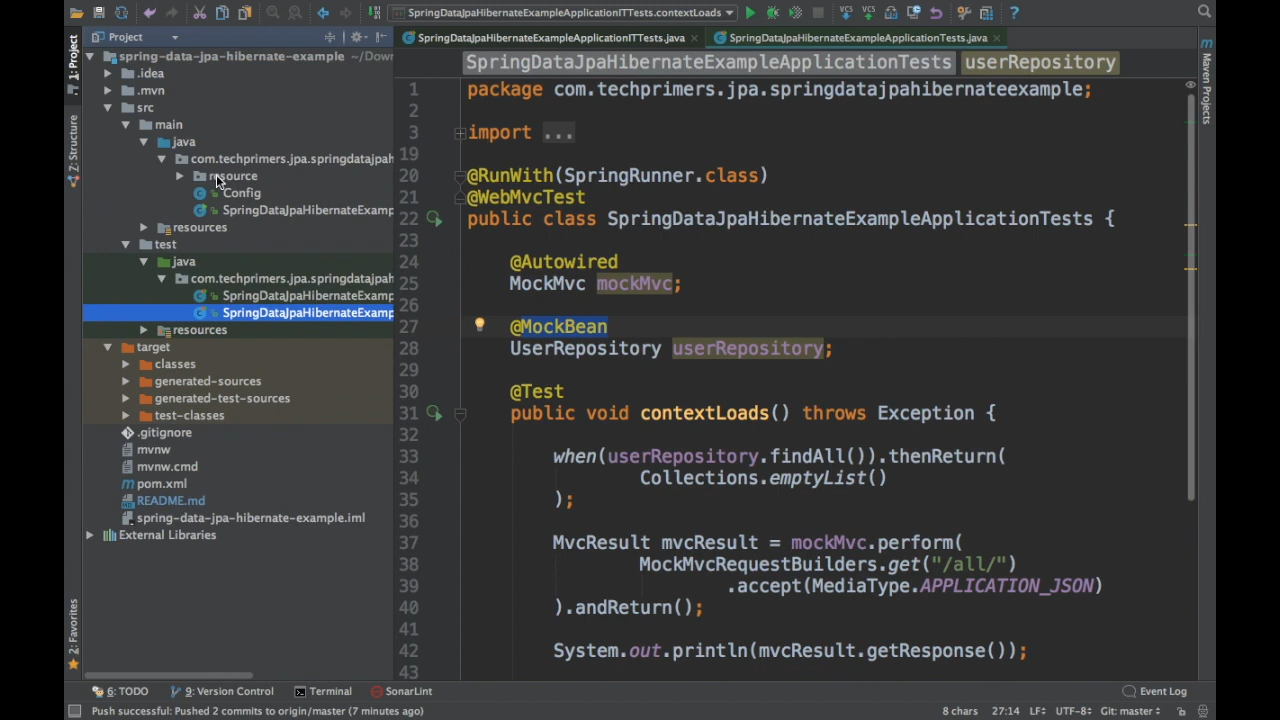 SpringDataJpaHibernateExampleApplicationITTests.contextLoads
Project
SpringDataJpaHibernateExampleApplicationITTests.java
SpringDataJpaHibernateExampleApplicationTests.java
1: Project
Z: Structure
2: Favorites
Maven Projects
spring-data-jpa-hibernate-example ~/Down
.idea
.mvn
src
main
java
com.techprimers.jpa.springdatajpah
resource
Config
SpringDataJpaHibernateExamp
resources
test
java
com.techprimers.jpa.springdatajpah
SpringDataJpaHibernateExamp
SpringDataJpaHibernateExamp
resources
target
classes
generated-sources
generated-test-sources
test-classes
.gitignore
mvnw
mvnw.cmd
pom.xml
README.md
spring-data-jpa-hibernate-example.iml
External Libraries
SpringDataJpaHibernateExampleApplicationTests userRepository
1 package com.techprimers.jpa.springdatajpahibernateexample;
2
3 import ...
19
20 @RunWith(SpringRunner.class)
21 @WebMvcTest
22 public class SpringDataJpaHibernateExampleApplicationTests {
23
24 @Autowired
25 MockMvc mockMvc;
26
27 @MockBean
28 UserRepository userRepository;
29
30 @Test
31 public void contextLoads() throws Exception {
32
33 when(userRepository.findAll()).thenReturn(
34 Collections.emptyList()
35 );
36
37 MvcResult mvcResult = mockMvc.perform(
38 MockMvcRequestBuilders.get("/all/")
39 .accept(MediaType.APPLICATION_JSON)
40 ).andReturn();
41
42 System.out.println(mvcResult.getResponse());
43
6: TODO 9: Version Control Terminal SonarLint Event Log
Push successful: Pushed 2 commits to origin/master (7 minutes ago) 8 chars 27:14 LF UTF-8 Git: master